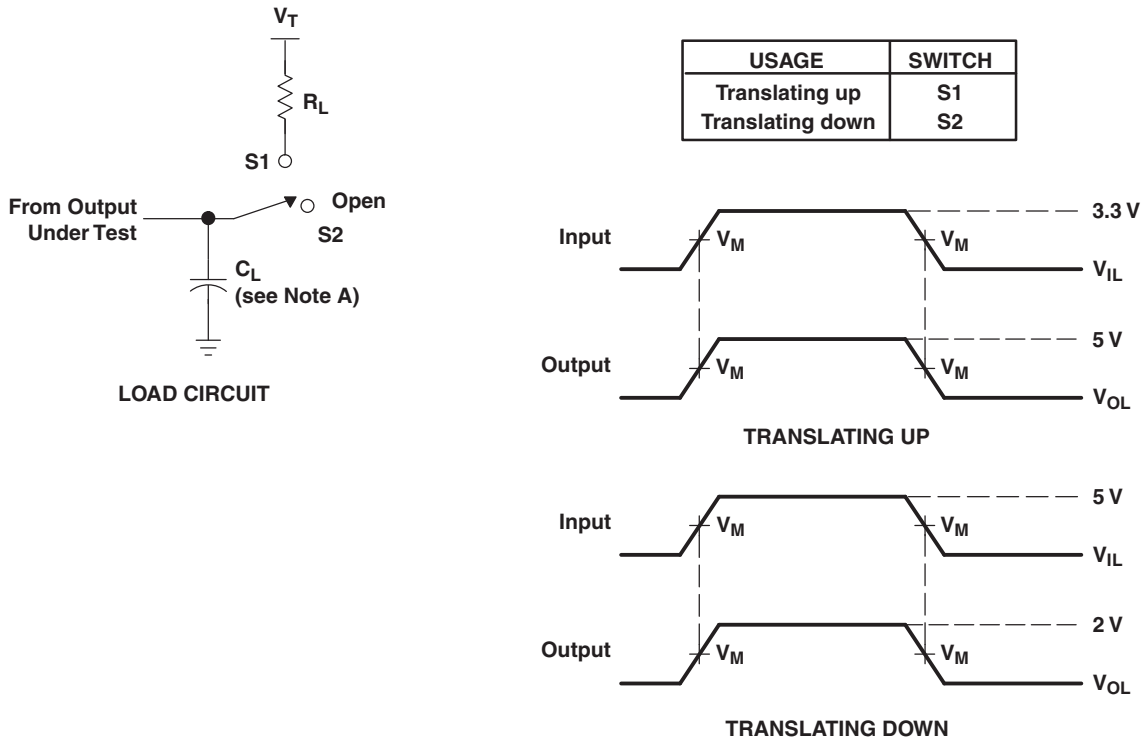 VT
RL
S1
Open
S2
From Output
Under Test
CL
(see Note A)
LOAD CIRCUIT
USAGE SWITCH
Translating up S1
Translating down S2
3.3 V
Input VM VM
VIL
5 V
Output VM VM
VOL
TRANSLATING UP
5 V
Input VM VM
VIL
2 V
Output VM VM
VOL
TRANSLATING DOWN